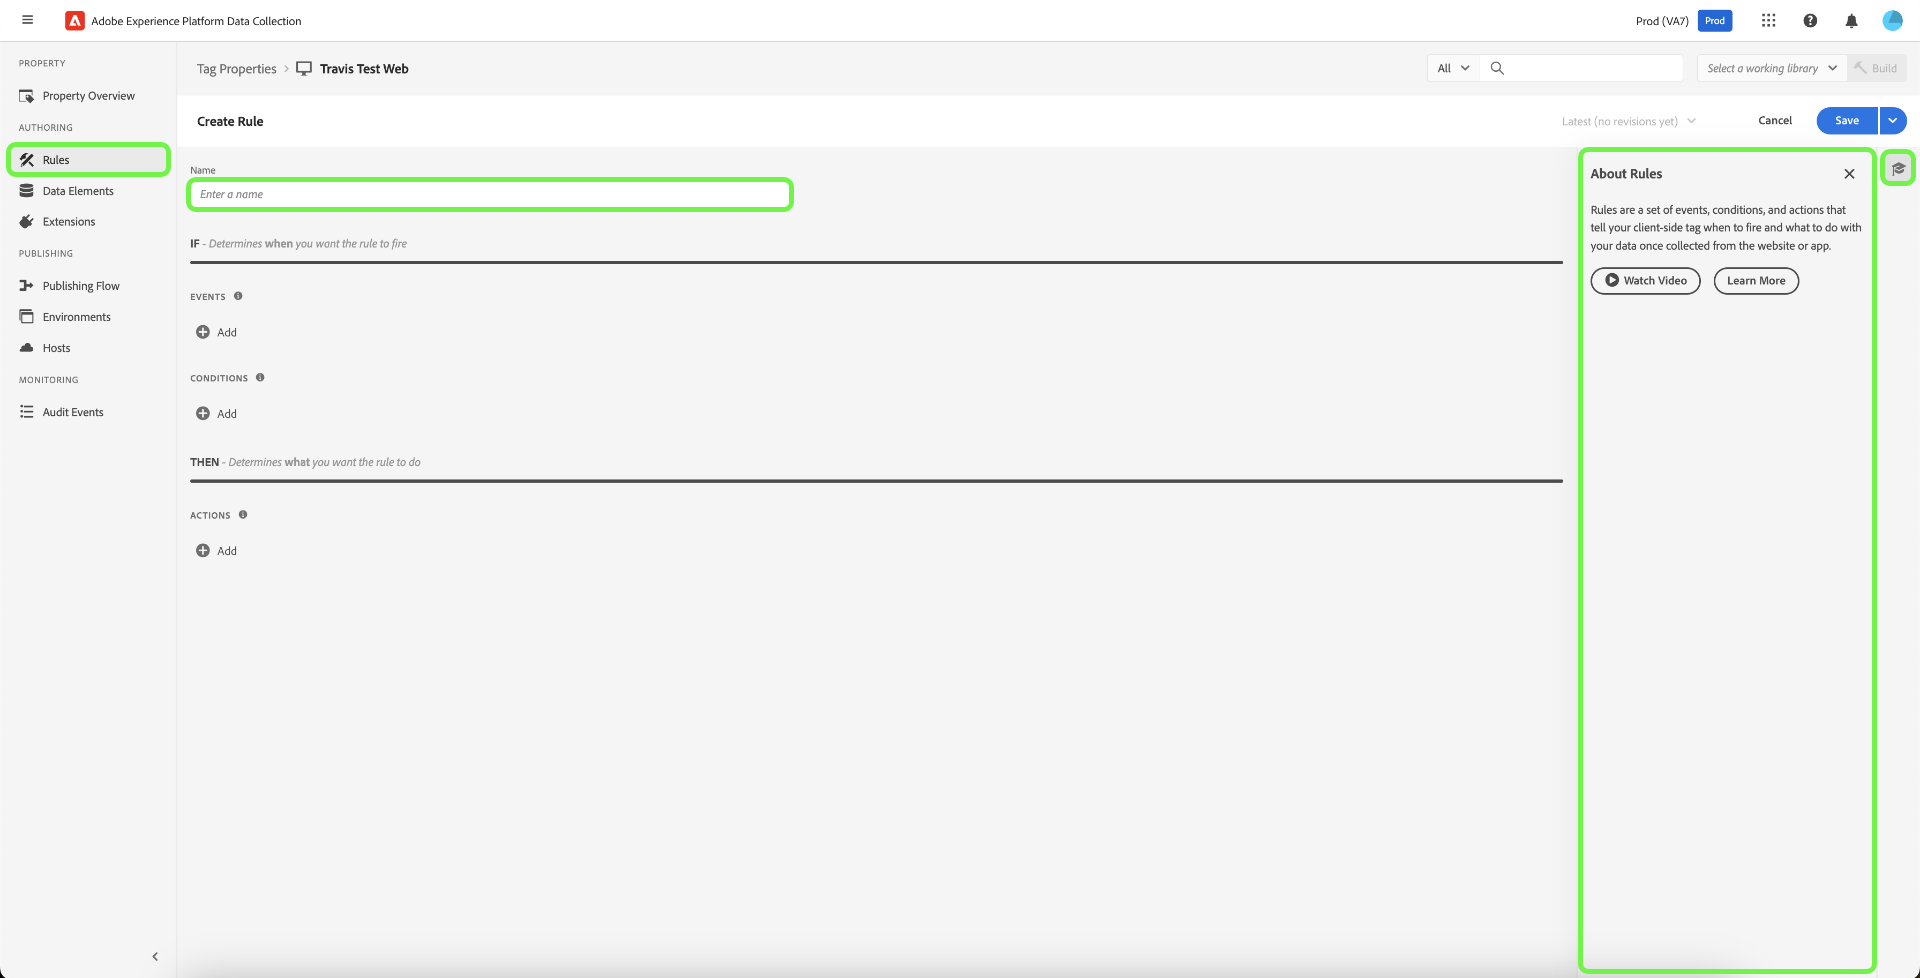 Adobe Experience Platform Data Collection
Prod (VA7)
Prod
PROPERTY
Property Overview
AUTHORING
Rules
Data Elements
Extensions
PUBLISHING
Publishing Flow
Environments
Hosts
MONITORING
Audit Events
Tag Properties
Travis Test Web
All
Select a working library
Build
Create Rule
Latest (no revisions yet)
Cancel
Save
Name
Enter a name
IF - Determines when you want the rule to fire
EVENTS
Add
CONDITIONS
Add
THEN - Determines what you want the rule to do
ACTIONS
Add
About Rules
Rules are a set of events, conditions, and actions that
tell your client-side tag when to fire and what to do with
your data once collected from the website or app.
Watch Video
Learn More